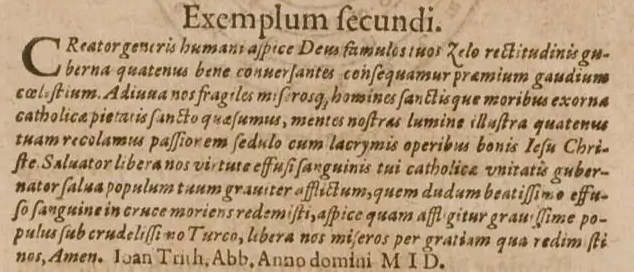 Exemplum ſecundi.
CReator generis humani aſpice Deus famulos tuos Zelo rectitudinis gu-
berna quatenus bene conuerſantes conſequamur præmium gaudium
cœleſtium. Adiuua nos fragiles miſerosq; homines ſanctisque moribus exorna
catholicæ pietatis ſancto quæſumus, mentes noſtras lumine illuſtra quatenus
tuam recolamus paſſionem ſedulo cum lacrymis operibus bonis Ieſu Chri-
ſte. Saluator libera nos virtute effuſi ſanguinis tui catholicæ vnitatis guber-
nator ſalua populum tuum grauiter afflictum, quem dudum beatiſſimo effu-
ſo ſanguine in cruce moriens redemiſti, aſpice quam affligitur grauiſſime po-
pulus ſub crudeliſſimo Turco, libera nos miſeros per gratiam qua redimiſti
nos, Amen. Ioan Trith, Abb, Anno domini M I D.